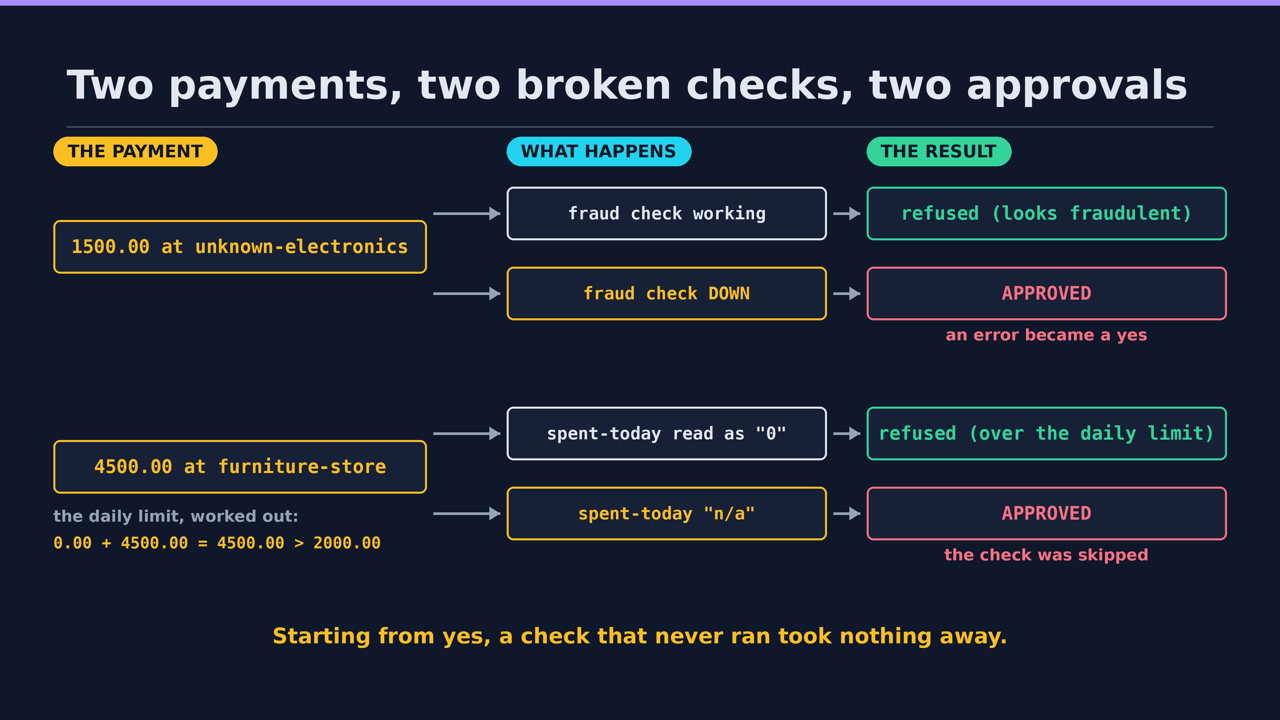 Two payments, two broken checks, two approvals
THE PAYMENT
WHAT HAPPENS
THE RESULT
1500.00 at unknown-electronics
fraud check working
refused (looks fraudulent)
fraud check DOWN
APPROVED
an error became a yes
4500.00 at furniture-store
the daily limit, worked out:
0.00 + 4500.00 = 4500.00 > 2000.00
spent-today read as "0"
refused (over the daily limit)
spent-today "n/a"
APPROVED
the check was skipped
Starting from yes, a check that never ran took nothing away.